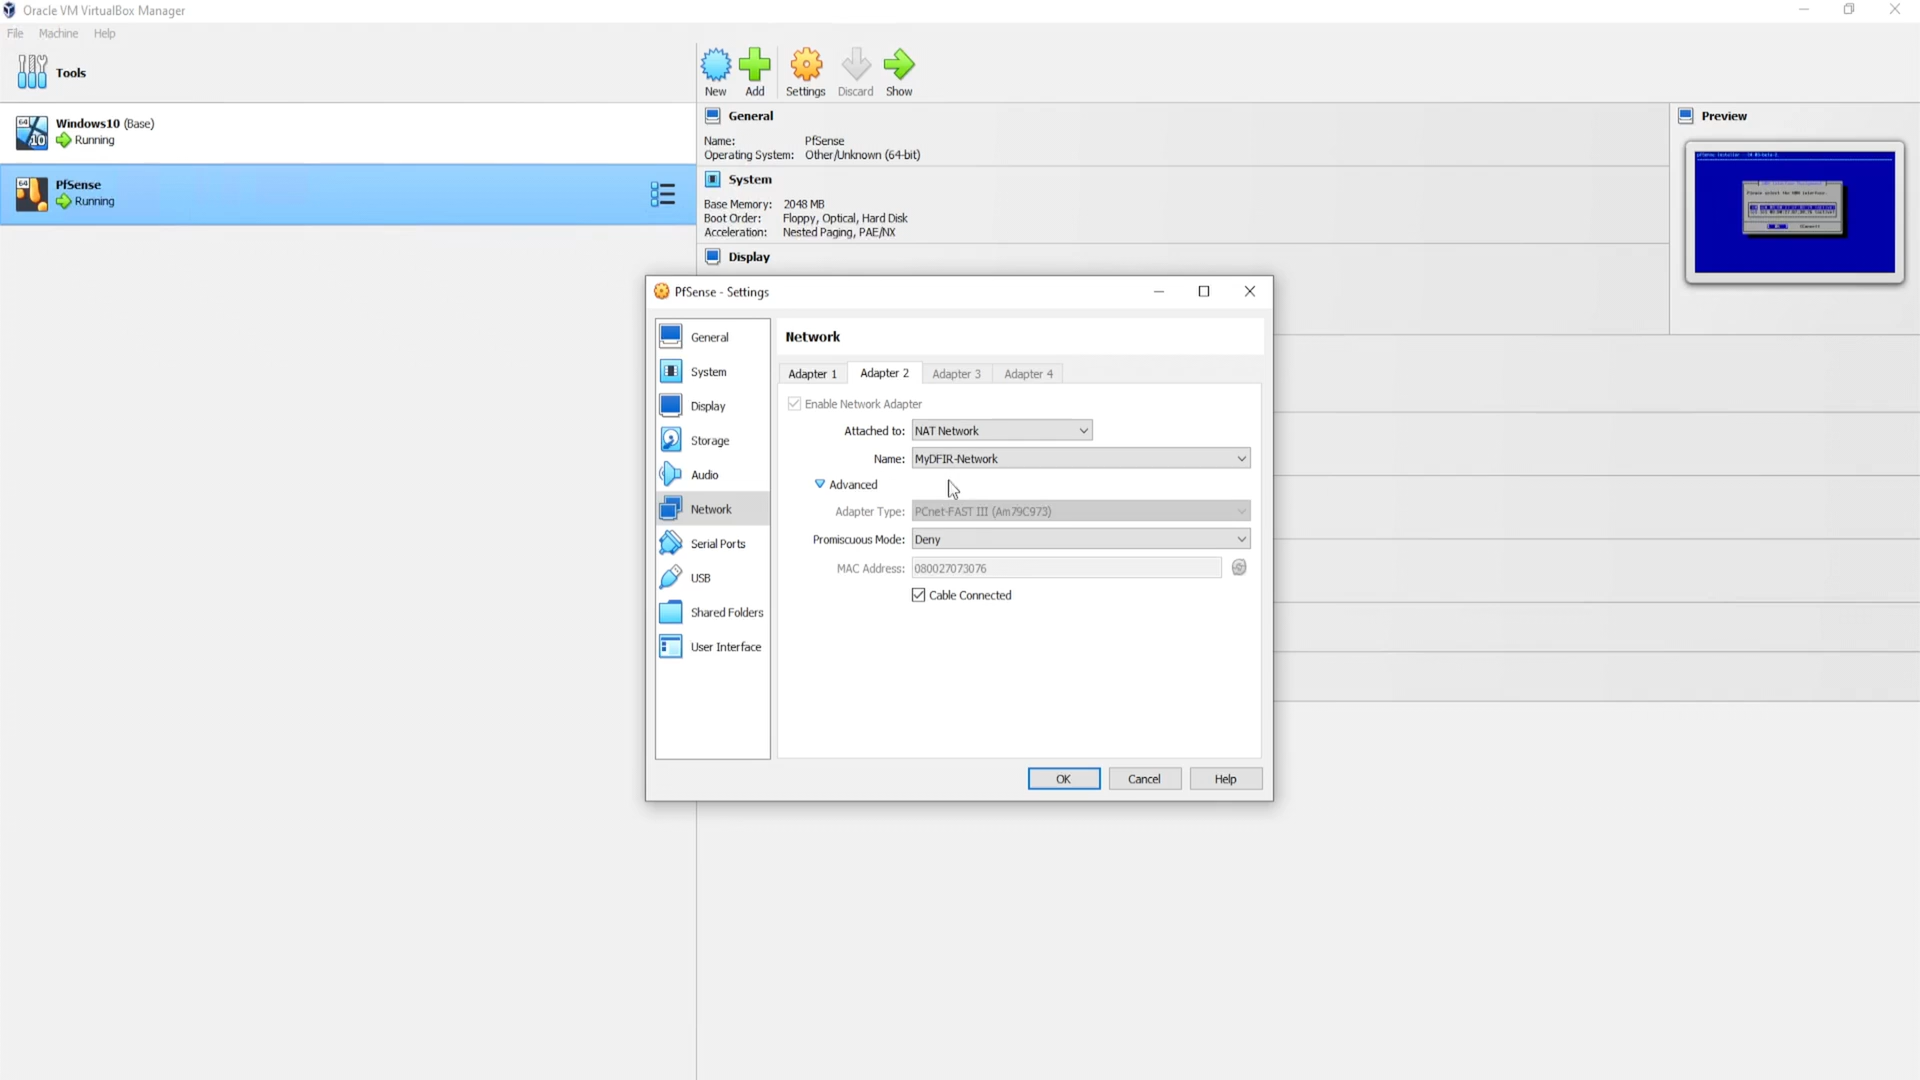 Oracle VM VirtualBox Manager
File Machine Help
Tools
New Add Settings Discard Show
Windows10 (Base)
Running
PfSense
Running
General
Name: PfSense
Operating System: Other/Unknown (64-bit)
System
Base Memory: 2048 MB
Boot Order: Floppy, Optical, Hard Disk
Acceleration: Nested Paging, PAE/NX
Display
Preview
PfSense - Settings
General
System
Display
Storage
Audio
Network
Serial Ports
USB
Shared Folders
User Interface
Network
Adapter 1 Adapter 2 Adapter 3 Adapter 4
Enable Network Adapter
Attached to: NAT Network
Name: MyDFIR-Network
Advanced
Adapter Type: PCnet-FAST III (Am79C973)
Promiscuous Mode: Deny
MAC Address: 080027073076
Cable Connected
OK Cancel Help